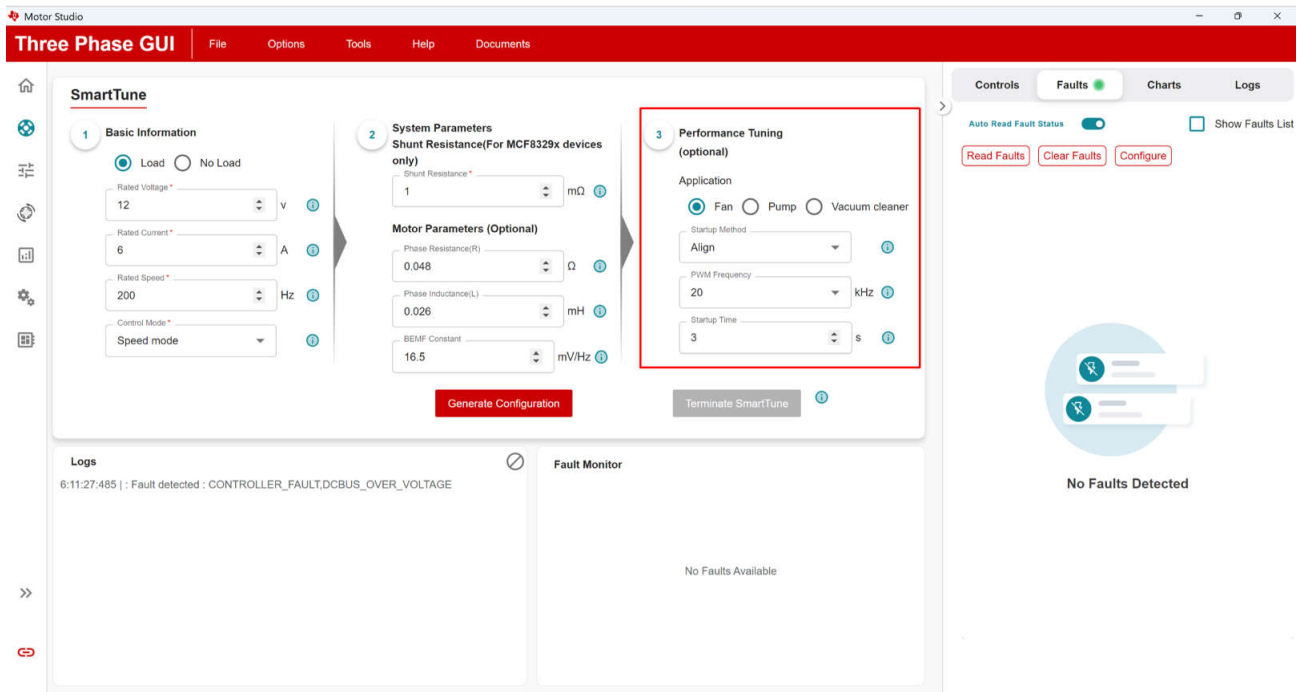 Motor Studio
Three Phase GUI
File
Options
Tools
Help
Documents
SmartTune
1
Basic Information
Load
No Load
Rated Voltage *
12
v
Rated Current *
6
A
Rated Speed *
200
Hz
Control Mode *
Speed mode
2
System Parameters
Shunt Resistance(For MCF8329x devices
only)
Shunt Resistance *
1
mΩ
Motor Parameters (Optional)
Phase Resistance(R)
0.048
Ω
Phase Inductance(L)
0.026
mH
BEMF Constant
16.5
mV/Hz
3
Performance Tuning
(optional)
Application
Fan
Pump
Vacuum cleaner
Startup Method
Align
PWM Frequency
20
kHz
Startup Time
3
s
Generate Configuration
Terminate SmartTune
Logs
6:11:27:485 | : Fault detected : CONTROLLER_FAULT,DCBUS_OVER_VOLTAGE
Fault Monitor
No Faults Available
Controls
Faults
Charts
Logs
Auto Read Fault Status
Show Faults List
Read Faults
Clear Faults
Configure
No Faults Detected